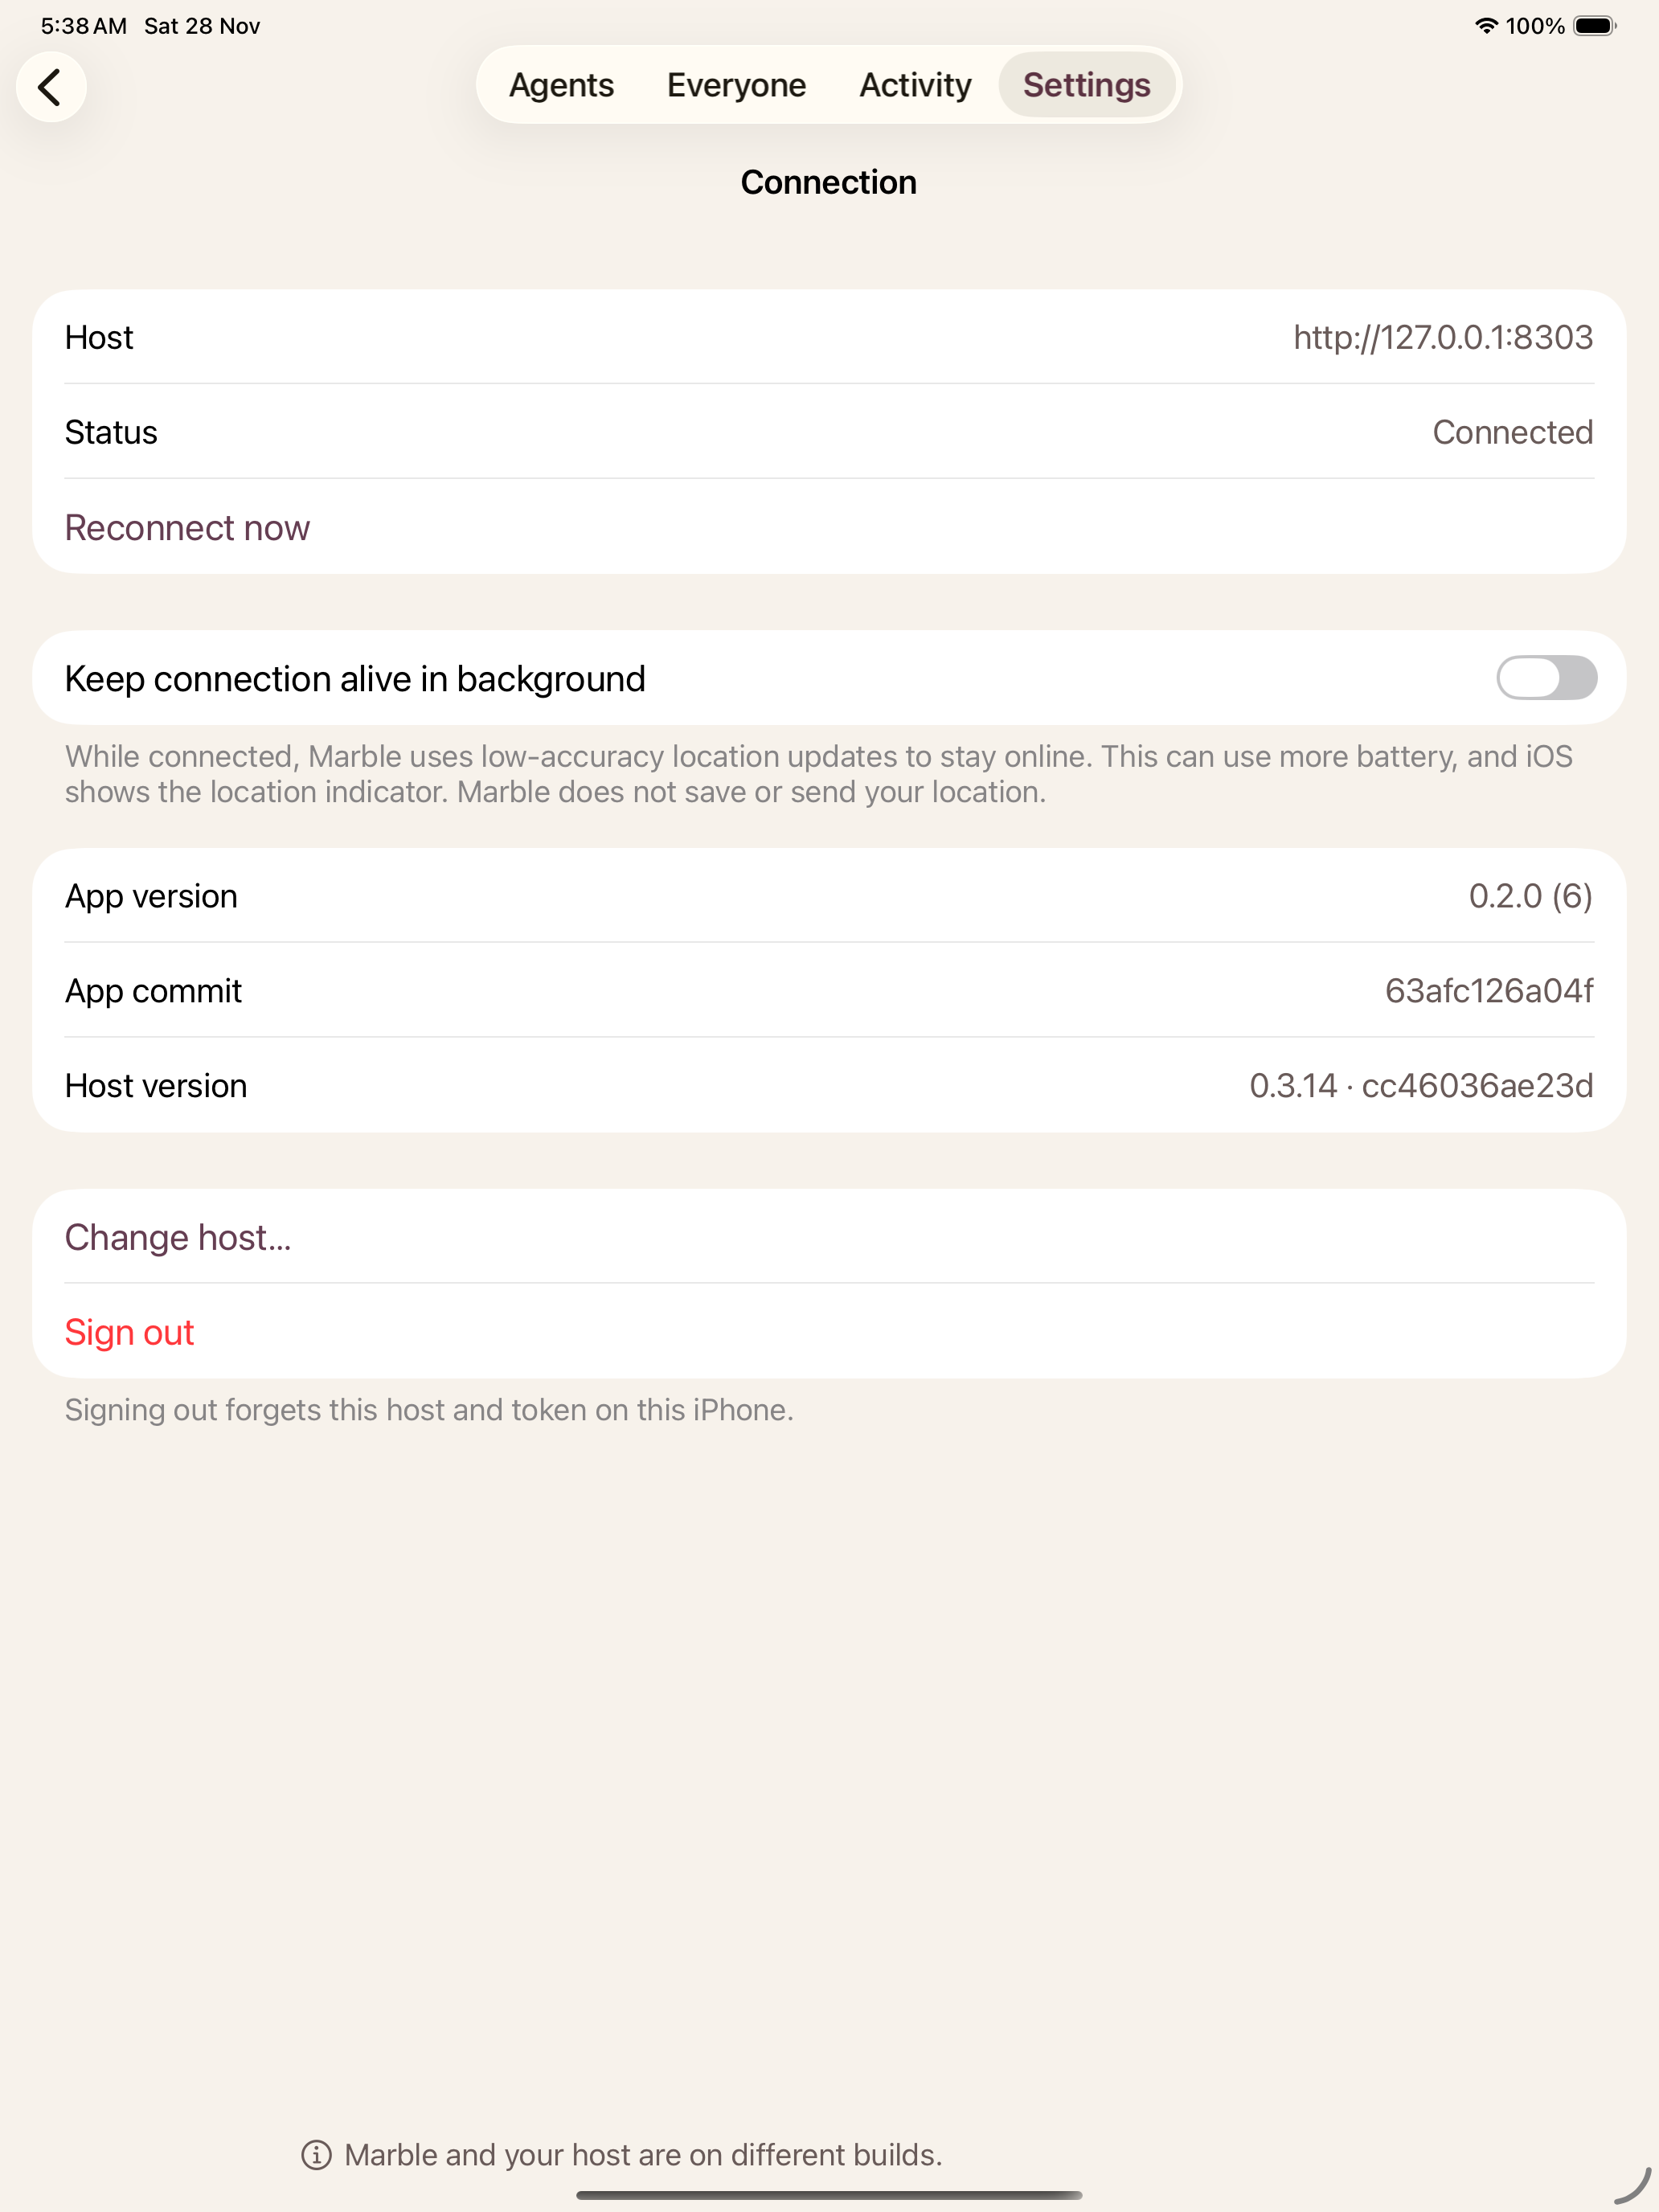 5:38 AM Sat 28 Nov
100%
Agents Everyone Activity Settings
Connection
Host http://127.0.0.1:8303
Status Connected
Reconnect now
Keep connection alive in background
While connected, Marble uses low-accuracy location updates to stay online. This can use more battery, and iOS
shows the location indicator. Marble does not save or send your location.
App version 0.2.0 (6)
App commit 63afc126a04f
Host version 0.3.14 · cc46036ae23d
Change host...
Sign out
Signing out forgets this host and token on this iPhone.
Marble and your host are on different builds.